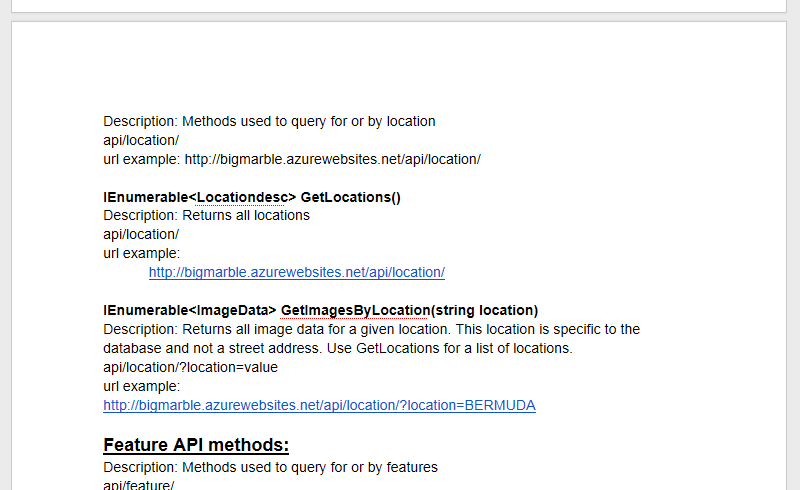 Description: Methods used to query for or by location
api/location/
url example: http://bigmarble.azurewebsites.net/api/location/
IEnumerable<Locationdesc> GetLocations()
Description: Returns all locations
api/location/
url example:
http://bigmarble.azurewebsites.net/api/location/
IEnumerable<ImageData> GetImagesByLocation(string location)
Description: Returns all image data for a given location. This location is specific to the
database and not a street address. Use GetLocations for a list of locations.
api/location/?location=value
url example:
http://bigmarble.azurewebsites.net/api/location/?location=BERMUDA
Feature API methods:
Description: Methods used to query for or by features
api/feature/